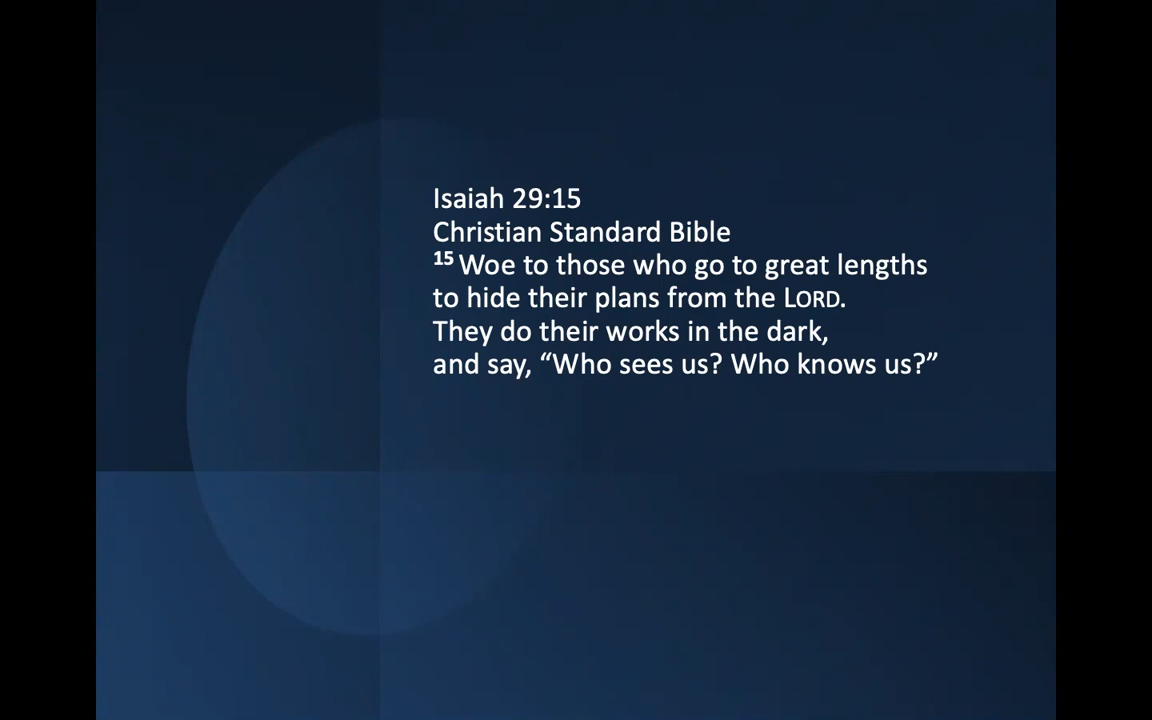 Isaiah 29:15
Christian Standard Bible
15 Woe to those who go to great lengths
to hide their plans from the LORD.
They do their works in the dark,
and say, “Who sees us? Who knows us?”